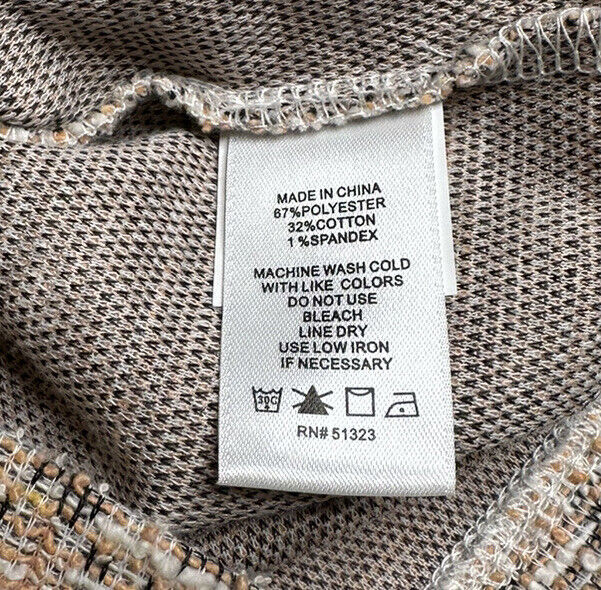 MADE IN CHINA
67%POLYESTER
32%COTTON
1%SPANDEX
MACHINE WASH COLD
WITH LIKE COLORS
DO NOT USE
BLEACH
LINE DRY
USE LOW IRON
IF NECESSARY
30C
RN# 51323